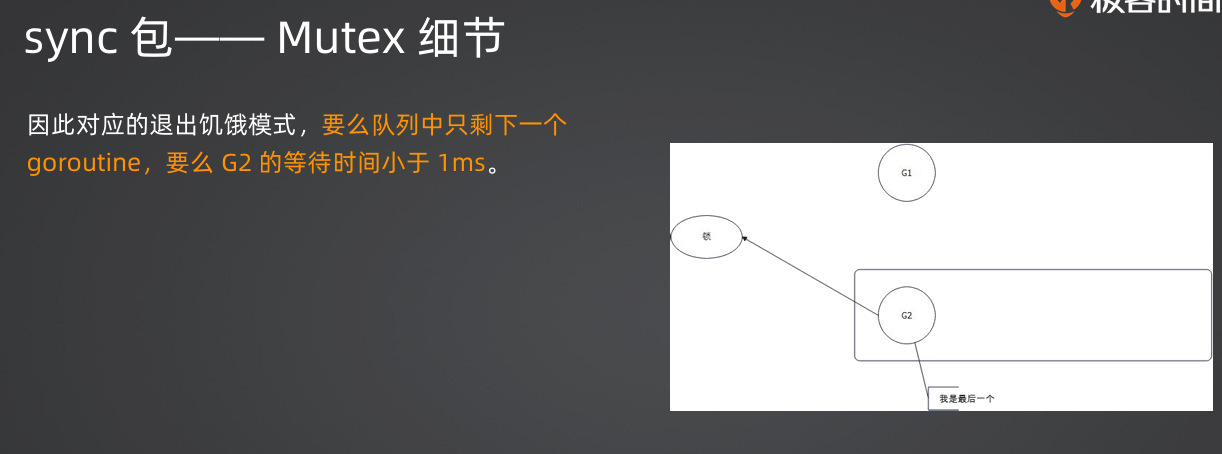 极客时间
sync 包—— Mutex 细节
因此对应的退出饥饿模式，要么队列中只剩下一个
goroutine，要么 G2 的等待时间小于 1ms。
G1
锁
G2
我是最后一个